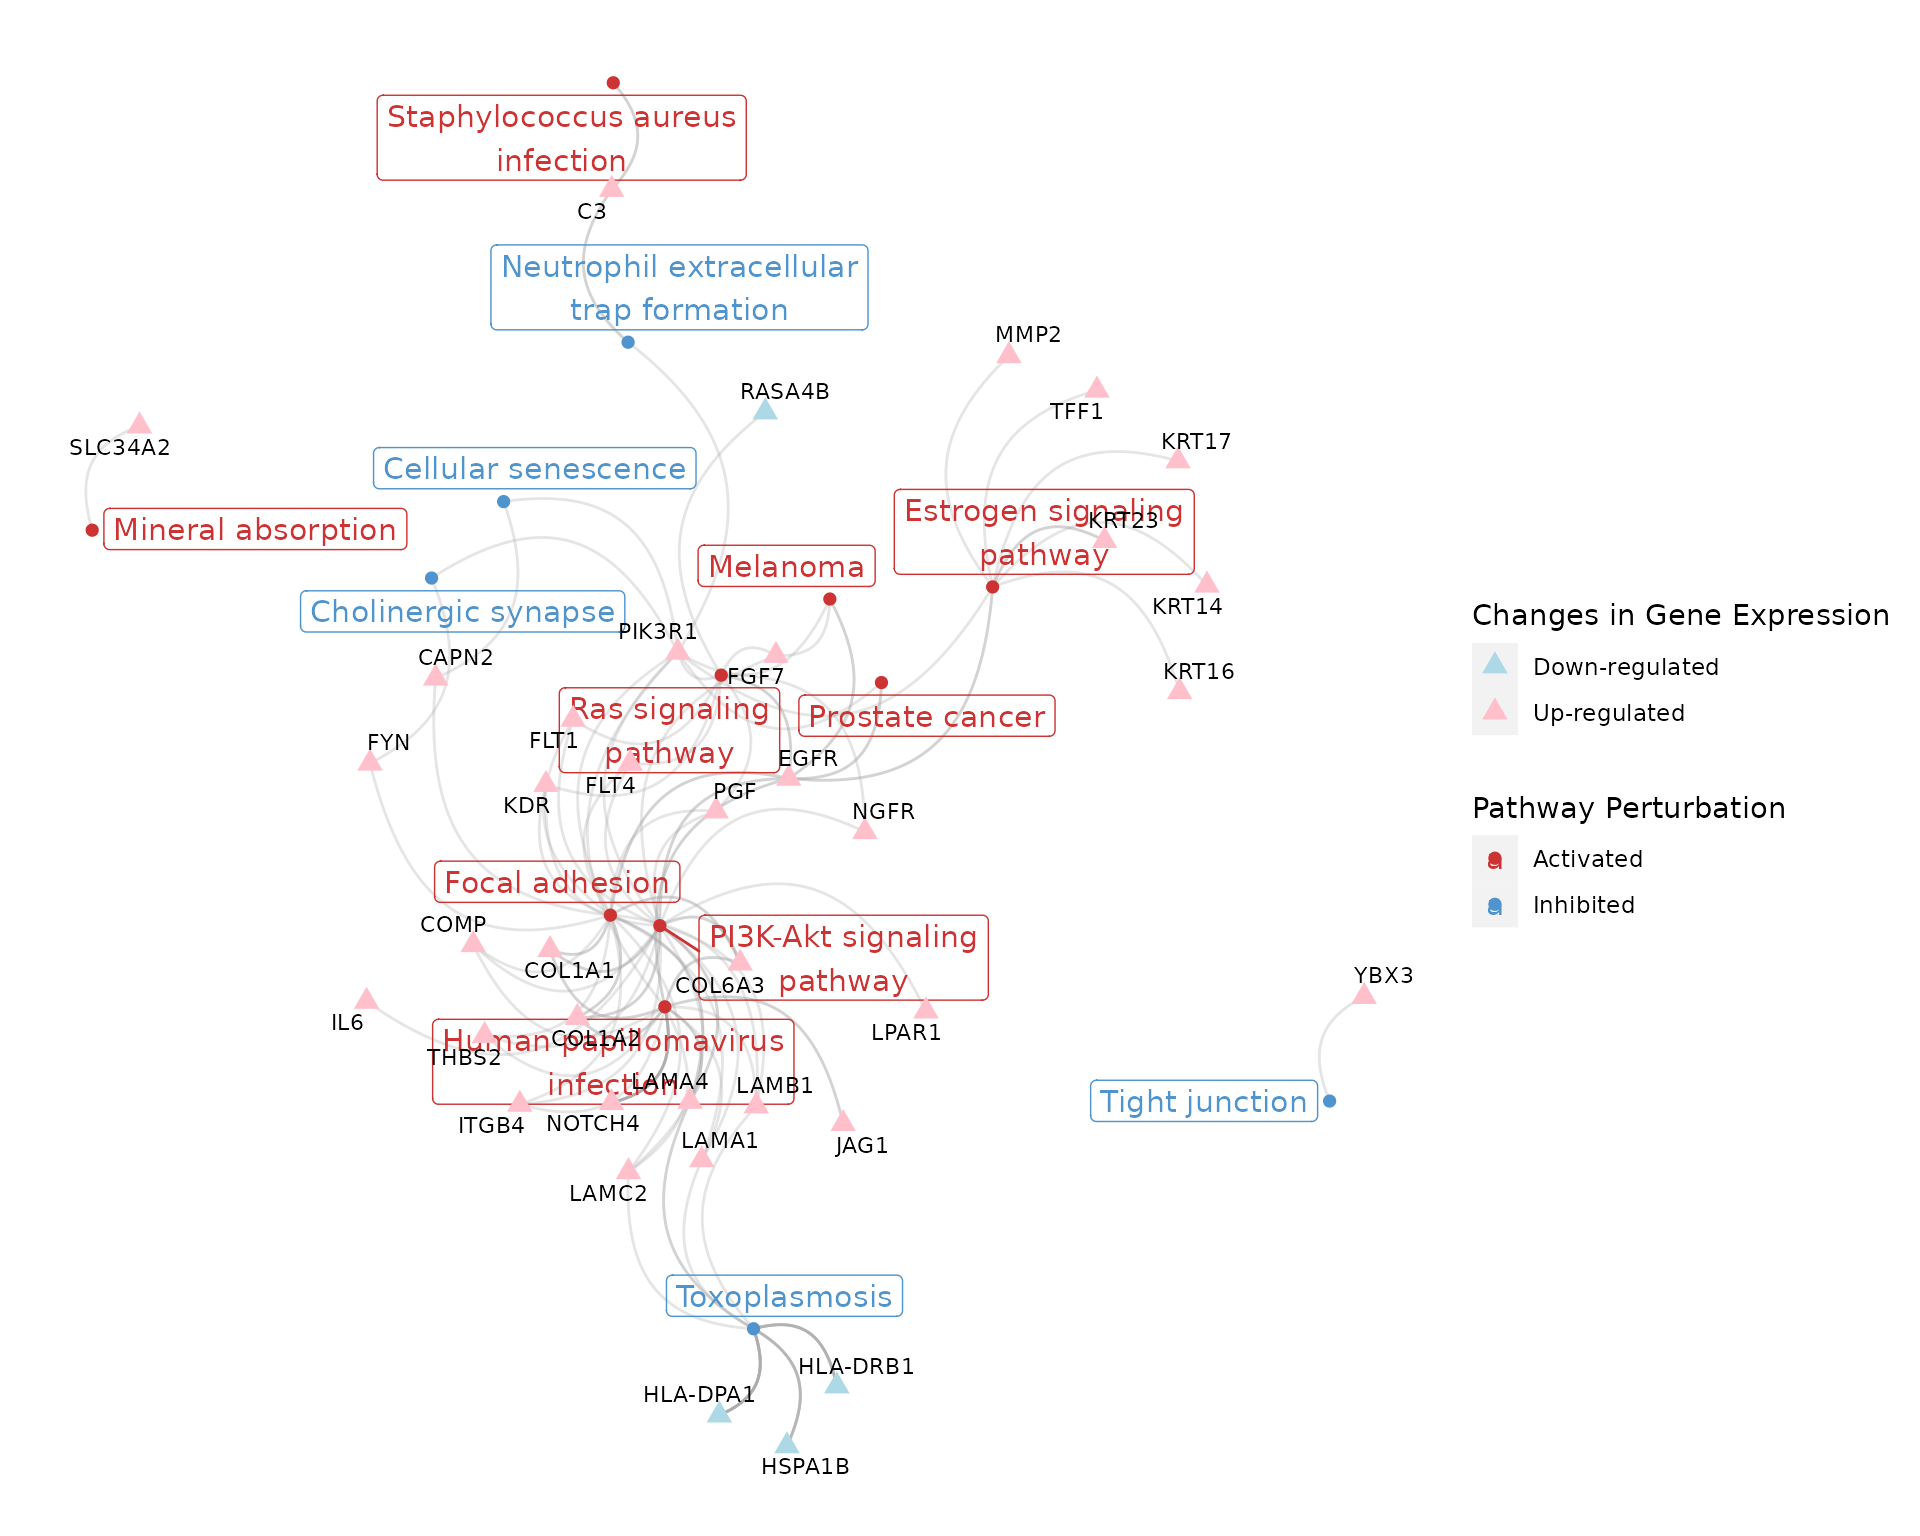 Staphylococcus aureus
infection
C3
Neutrophil extracellular
trap formation
MMP2
RASA4B
TFF1
KRT17
SLC34A2
Cellular senescence
Estrogen signaling
pathway
KRT23
Mineral absorption
Melanoma
Cholinergic synapse
KRT14
PIK3R1
CAPN2
FGF7
KRT16
Ras signaling
pathway
Prostate cancer
FYN
FLT1
EGFR
FLT4
PGF
KDR
NGFR
Focal adhesion
COMP
PI3K-Akt signaling
pathway
COL1A1
COL6A3
IL6
LPAR1
COL1A2
Human papillomavirus
infection
THBS2
LAMA4
LAMB1
ITGB4
NOTCH4
LAMA1
JAG1
LAMC2
YBX3
Tight junction
Toxoplasmosis
HLA-DRB1
HLA-DPA1
HSPA1B
Changes in Gene Expression
Down-regulated
Up-regulated
Pathway Perturbation
a Activated
a Inhibited